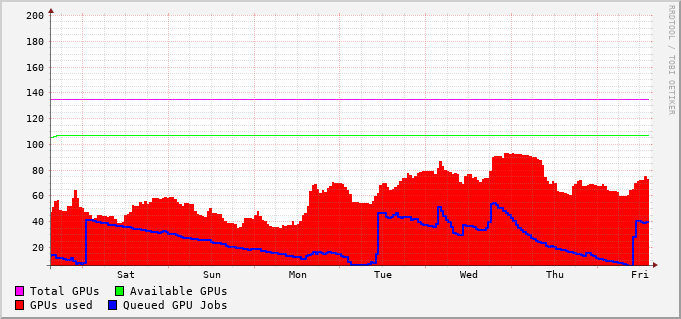 200
180
160
140
120
100
80
60
40
20
Sat Sun Mon Tue Wed Thu Fri
Total GPUs Available GPUs
GPUs used Queued GPU Jobs
RRDTOOL / TOBI OETIKER